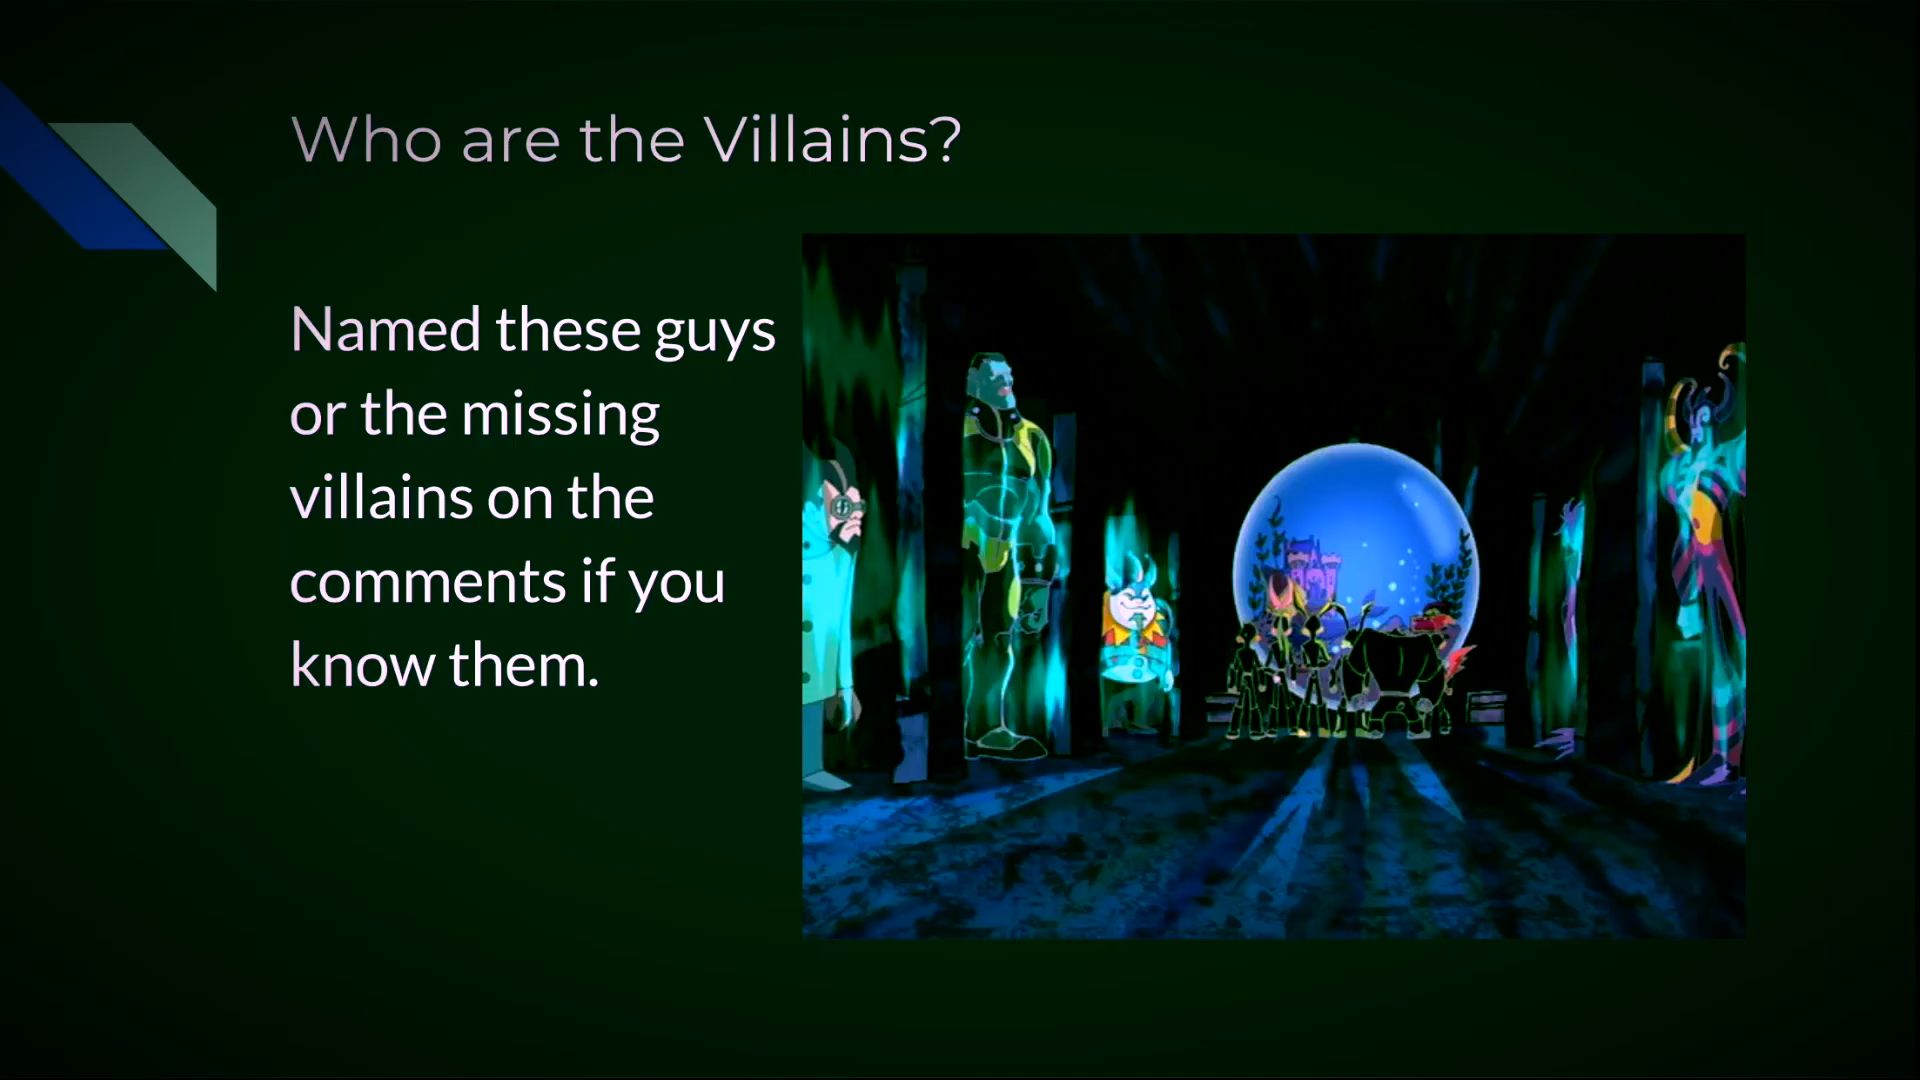 Who are the Villains?
Named these guys
or the missing
villains on the
comments if you
know them.